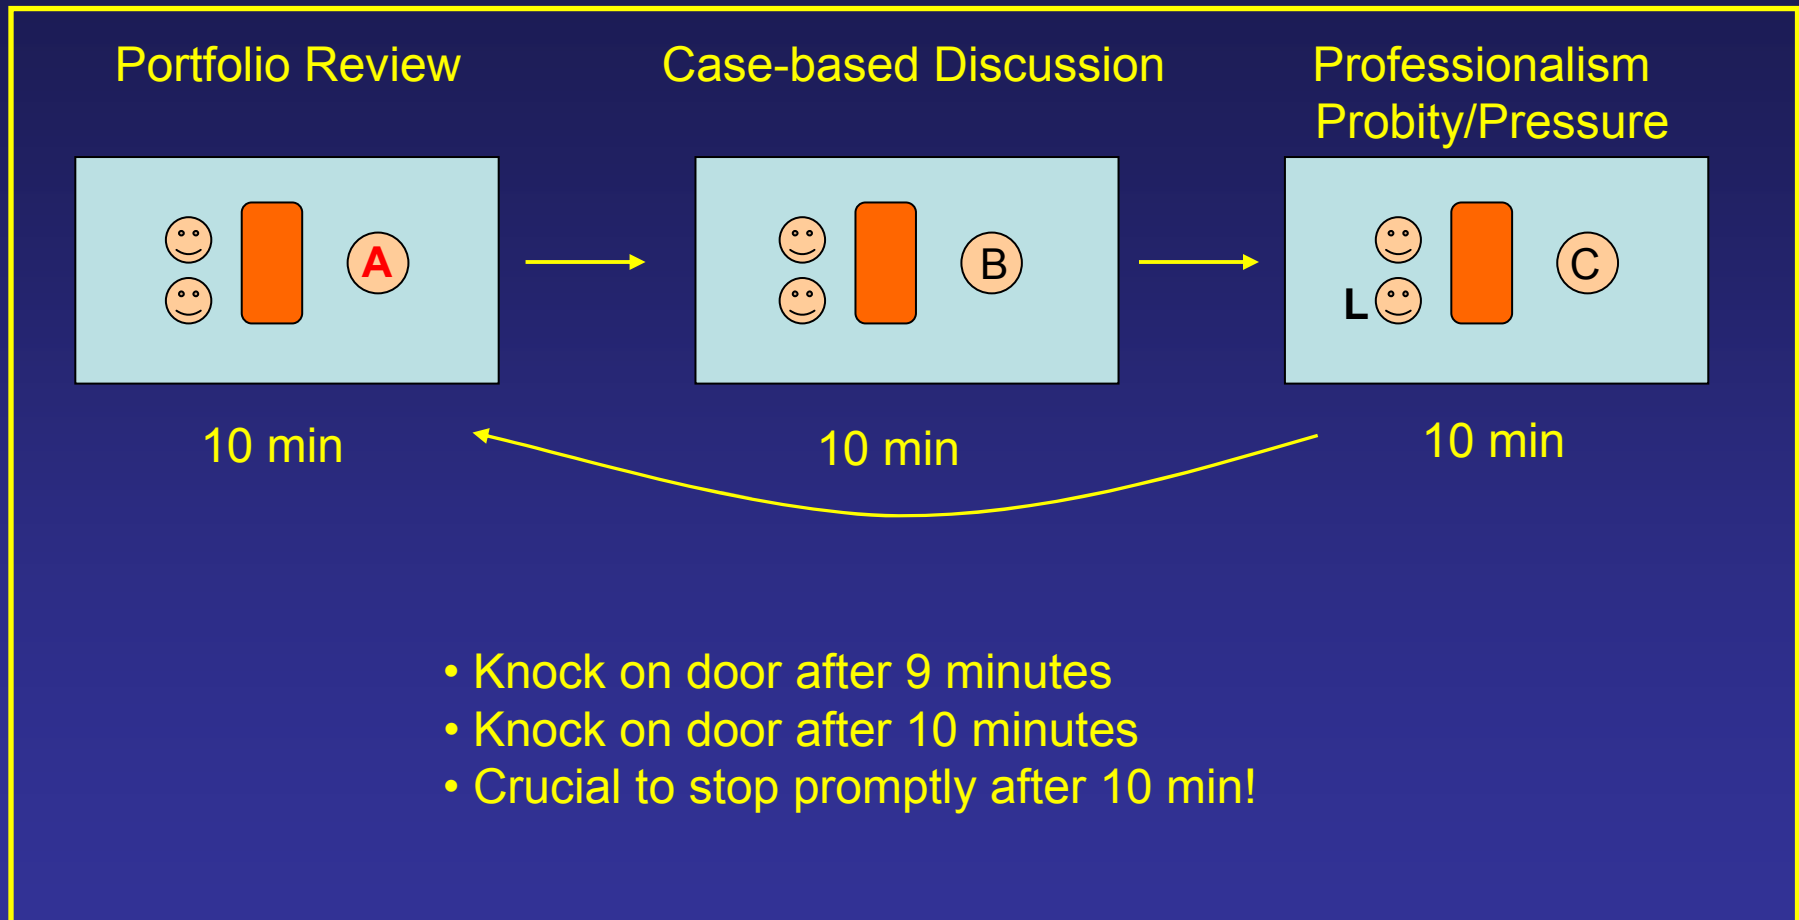 Portfolio Review
Case-based Discussion
Professionalism
Probity/Pressure
A
B
C
L
10 min
10 min
10 min
• Knock on door after 9 minutes
• Knock on door after 10 minutes
• Crucial to stop promptly after 10 min!